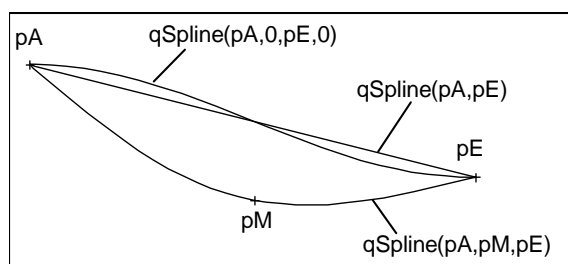 qSpline(pA,0,pE,0)
pA
qSpline(pA,pE)
pE
pM
qSpline(pA,pM,pE)